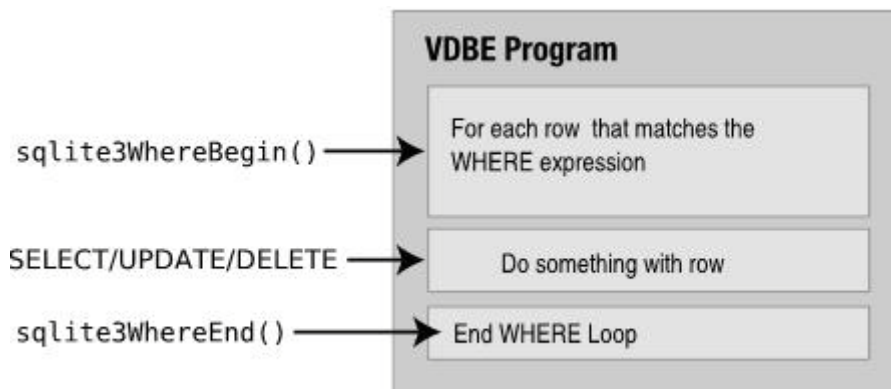 VDBE Program
sqlite3WhereBegin()
For each row that matches the
WHERE expression
SELECT/UPDATE/DELETE
Do something with row
sqlite3WhereEnd()
End WHERE Loop